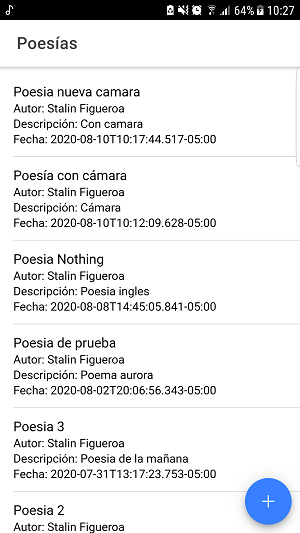 64% 10:27
Poesías
Poesia nueva camara
Autor: Stalin Figueroa
Descripción: Con camara
Fecha: 2020-08-10T10:17:44.517-05:00
Poesía con cámara
Autor: Stalin Figueroa
Descripción: Cámara
Fecha: 2020-08-10T10:12:09.628-05:00
Poesia Nothing
Autor: Stalin Figueroa
Descripción: Poesia ingles
Fecha: 2020-08-08T14:45:05.841-05:00
Poesia de prueba
Autor: Stalin Figueroa
Descripción: Poema aurora
Fecha: 2020-08-02T20:06:56.343-05:00
Poesia 3
Autor: Stalin Figueroa
Descripción: Poesia de la mañana
Fecha: 2020-07-31T13:17:23.753-05:00
Poesia 2
Autor: Stalin Figueroa